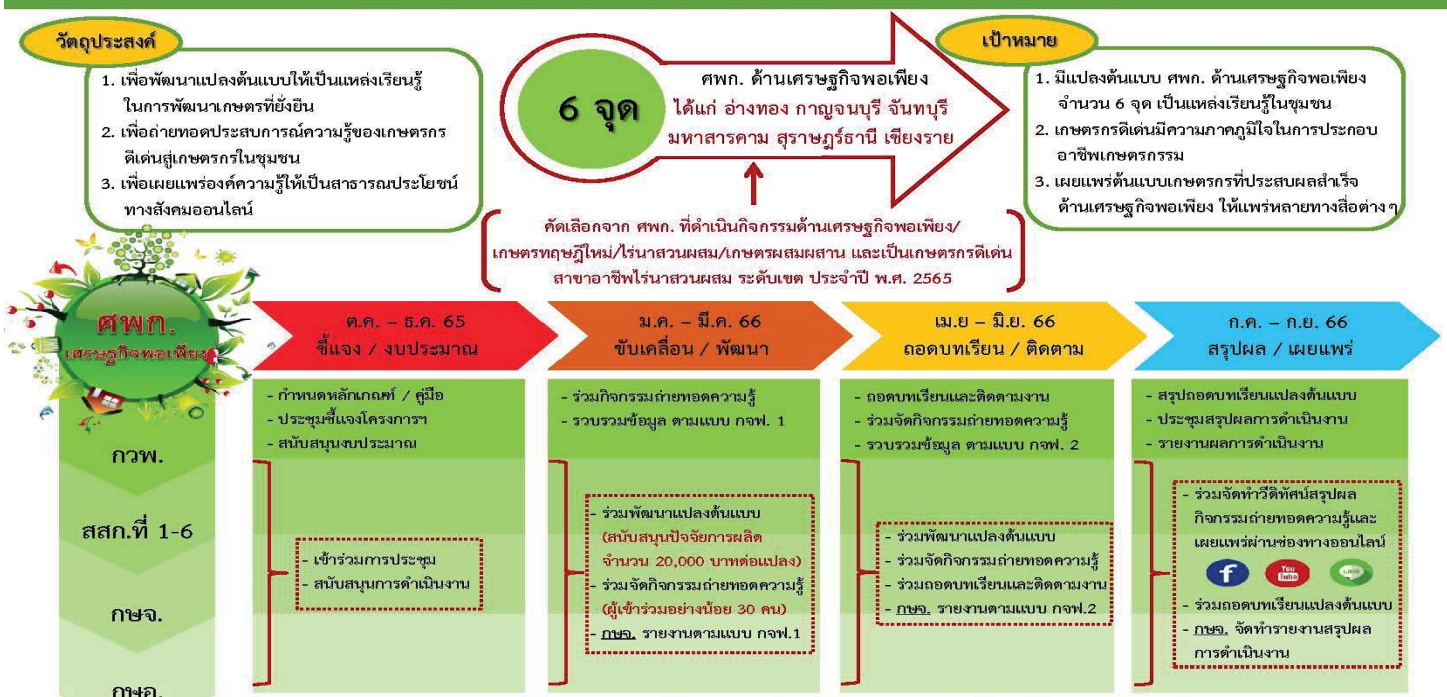 วัตถุประสงค์
1. เพื่อพัฒนาแปลงต้นแบบให้เป็นแหล่งเรียนรู้
ในการพัฒนาเกษตรที่ยั่งยืน
2. เพื่อถ่ายทอดประสบการณ์ความรู้ของเกษตรกร
ดีเด่นสู่เกษตรกรในชุมชน
3. เพื่อเผยแพร่องค์ความรู้ให้เป็นสาธารณประโยชน์
ทางสังคมออนไลน์
6 จุด
ศพก. ด้านเศรษฐกิจพอเพียง
ได้แก่ อ่างทอง กาญจนบุรี จันทบุรี
มหาสารคาม สุราษฎร์ธานี เชียงราย
เป้าหมาย
1. มีแปลงต้นแบบ ศพก. ด้านเศรษฐกิจพอเพียง
จำนวน 6 จุด เป็นแหล่งเรียนรู้ในชุมชน
2. เกษตรกรดีเด่นมีความภาคภูมิใจในการประกอบ
อาชีพเกษตรกรรม
3. เผยแพร่ต้นแบบเกษตรกรที่ประสบผลสำเร็จ
ด้านเศรษฐกิจพอเพียง ให้แพร่หลายทางสื่อต่าง ๆ
คัดเลือกจาก ศพก. ที่ดำเนินกิจกรรมด้านเศรษฐกิจพอเพียง/
เกษตรทฤษฎีใหม่/ไร่นาสวนผสม/เกษตรผสมผสาน และเป็นเกษตรกรดีเด่น
สาขาอาชีพไร่นาสวนผสม ระดับเขต ประจำปี พ.ศ. 2565
ศพก.
เศรษฐกิจพอเพียง
ต.ค. – ธ.ค. 65
ชี้แจง / งบประมาณ
ม.ค. – มี.ค. 66
ขับเคลื่อน / พัฒนา
เม.ย – มิ.ย. 66
ถอดบทเรียน / ติดตาม
ก.ค. – ก.ย. 66
สรุปผล / เผยแพร่
กวพ.
- กำหนดหลักเกณฑ์ / คู่มือ
- ประชุมชี้แจงโครงการฯ
- สนับสนุนงบประมาณ
- ร่วมกิจกรรมถ่ายทอดความรู้
- รวบรวมข้อมูล ตามแบบ กจฟ. 1
- ถอดบทเรียนและติดตามงาน
- ร่วมจัดกิจกรรมถ่ายทอดความรู้
- รวบรวมข้อมูล ตามแบบ กจฟ. 2
- สรุปถอดบทเรียนแปลงต้นแบบ
- ประชุมสรุปผลการดำเนินงาน
- รายงานผลการดำเนินงาน
สสก.ที่ 1-6
กษจ.
กษอ.
- เข้าร่วมการประชุม
- สนับสนุนการดำเนินงาน
- ร่วมพัฒนาแปลงต้นแบบ
(สนับสนุนปัจจัยการผลิต
จำนวน 20,000 บาทต่อแปลง)
- ร่วมจัดกิจกรรมถ่ายทอดความรู้
(ผู้เข้าร่วมอย่างน้อย 30 คน)
- กษจ. รายงานตามแบบ กจฟ.1
- ร่วมพัฒนาแปลงต้นแบบ
- ร่วมจัดกิจกรรมถ่ายทอดความรู้
- ร่วมถอดบทเรียนและติดตามงาน
- กษจ. รายงานตามแบบ กจฟ.2
- ร่วมจัดทำวีดิทัศน์สรุปผล
กิจกรรมถ่ายทอดความรู้และ
เผยแพร่ผ่านช่องทางออนไลน์
f You Tube LINE
- ร่วมถอดบทเรียนแปลงต้นแบบ
- กษจ. จัดทำรายงานสรุปผล
การดำเนินงาน